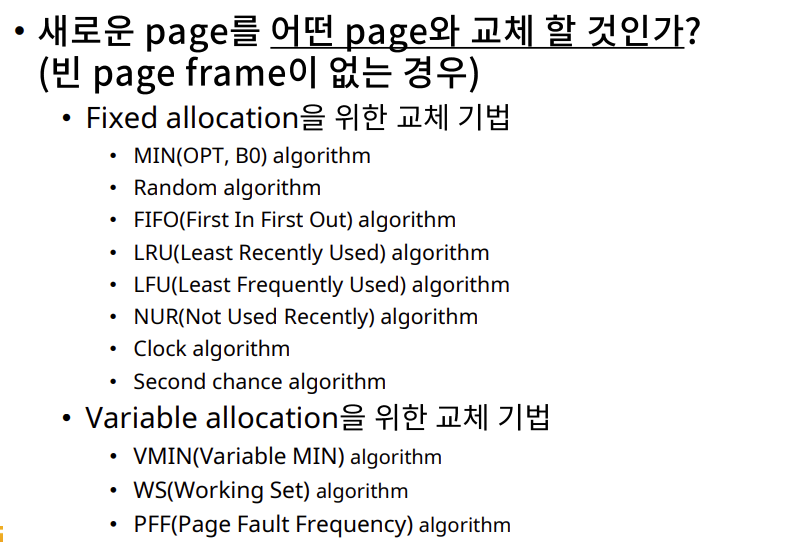 • 새로운 page를 어떤 page와 교체 할 것인가?
(빈 page frame이 없는 경우)
• Fixed allocation을 위한 교체 기법
• MIN(OPT, B0) algorithm
• Random algorithm
• FIFO(First In First Out) algorithm
• LRU(Least Recently Used) algorithm
• LFU(Least Frequently Used) algorithm
• NUR(Not Used Recently) algorithm
• Clock algorithm
• Second chance algorithm
• Variable allocation을 위한 교체 기법
• VMIN(Variable MIN) algorithm
• WS(Working Set) algorithm
• PFF(Page Fault Frequency) algorithm